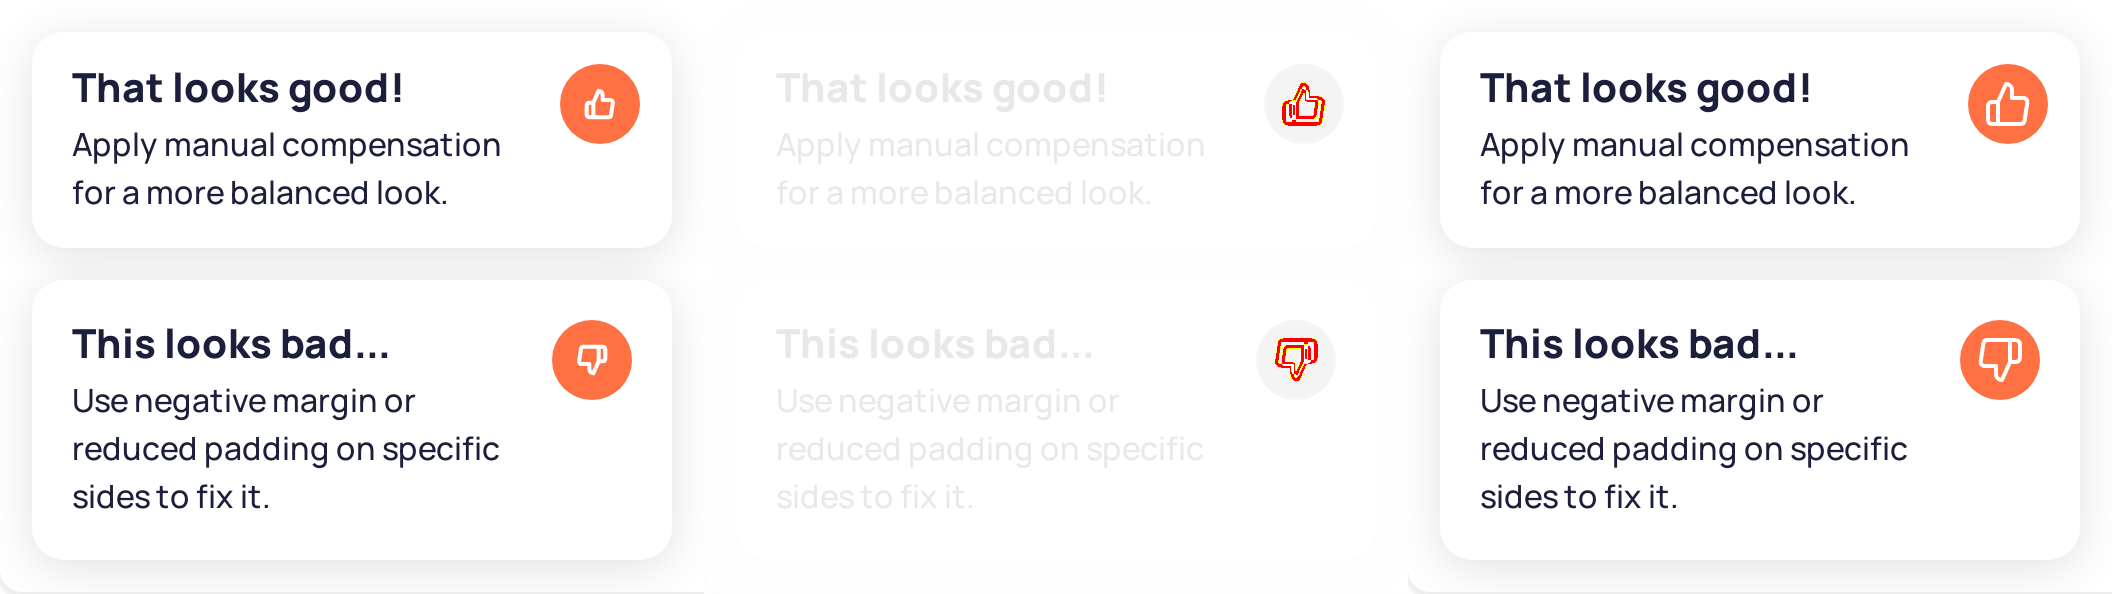 That looks good!
Apply manual compensation
for a more balanced look.
This looks bad...
Use negative margin or
reduced padding on specific
sides to fix it.
That looks good!
Apply manual compensation
for a more balanced look.
This looks bad...
Use negative margin or
reduced padding on specific
sides to fix it.
That looks good!
Apply manual compensation
for a more balanced look.
This looks bad...
Use negative margin or
reduced padding on specific
sides to fix it.